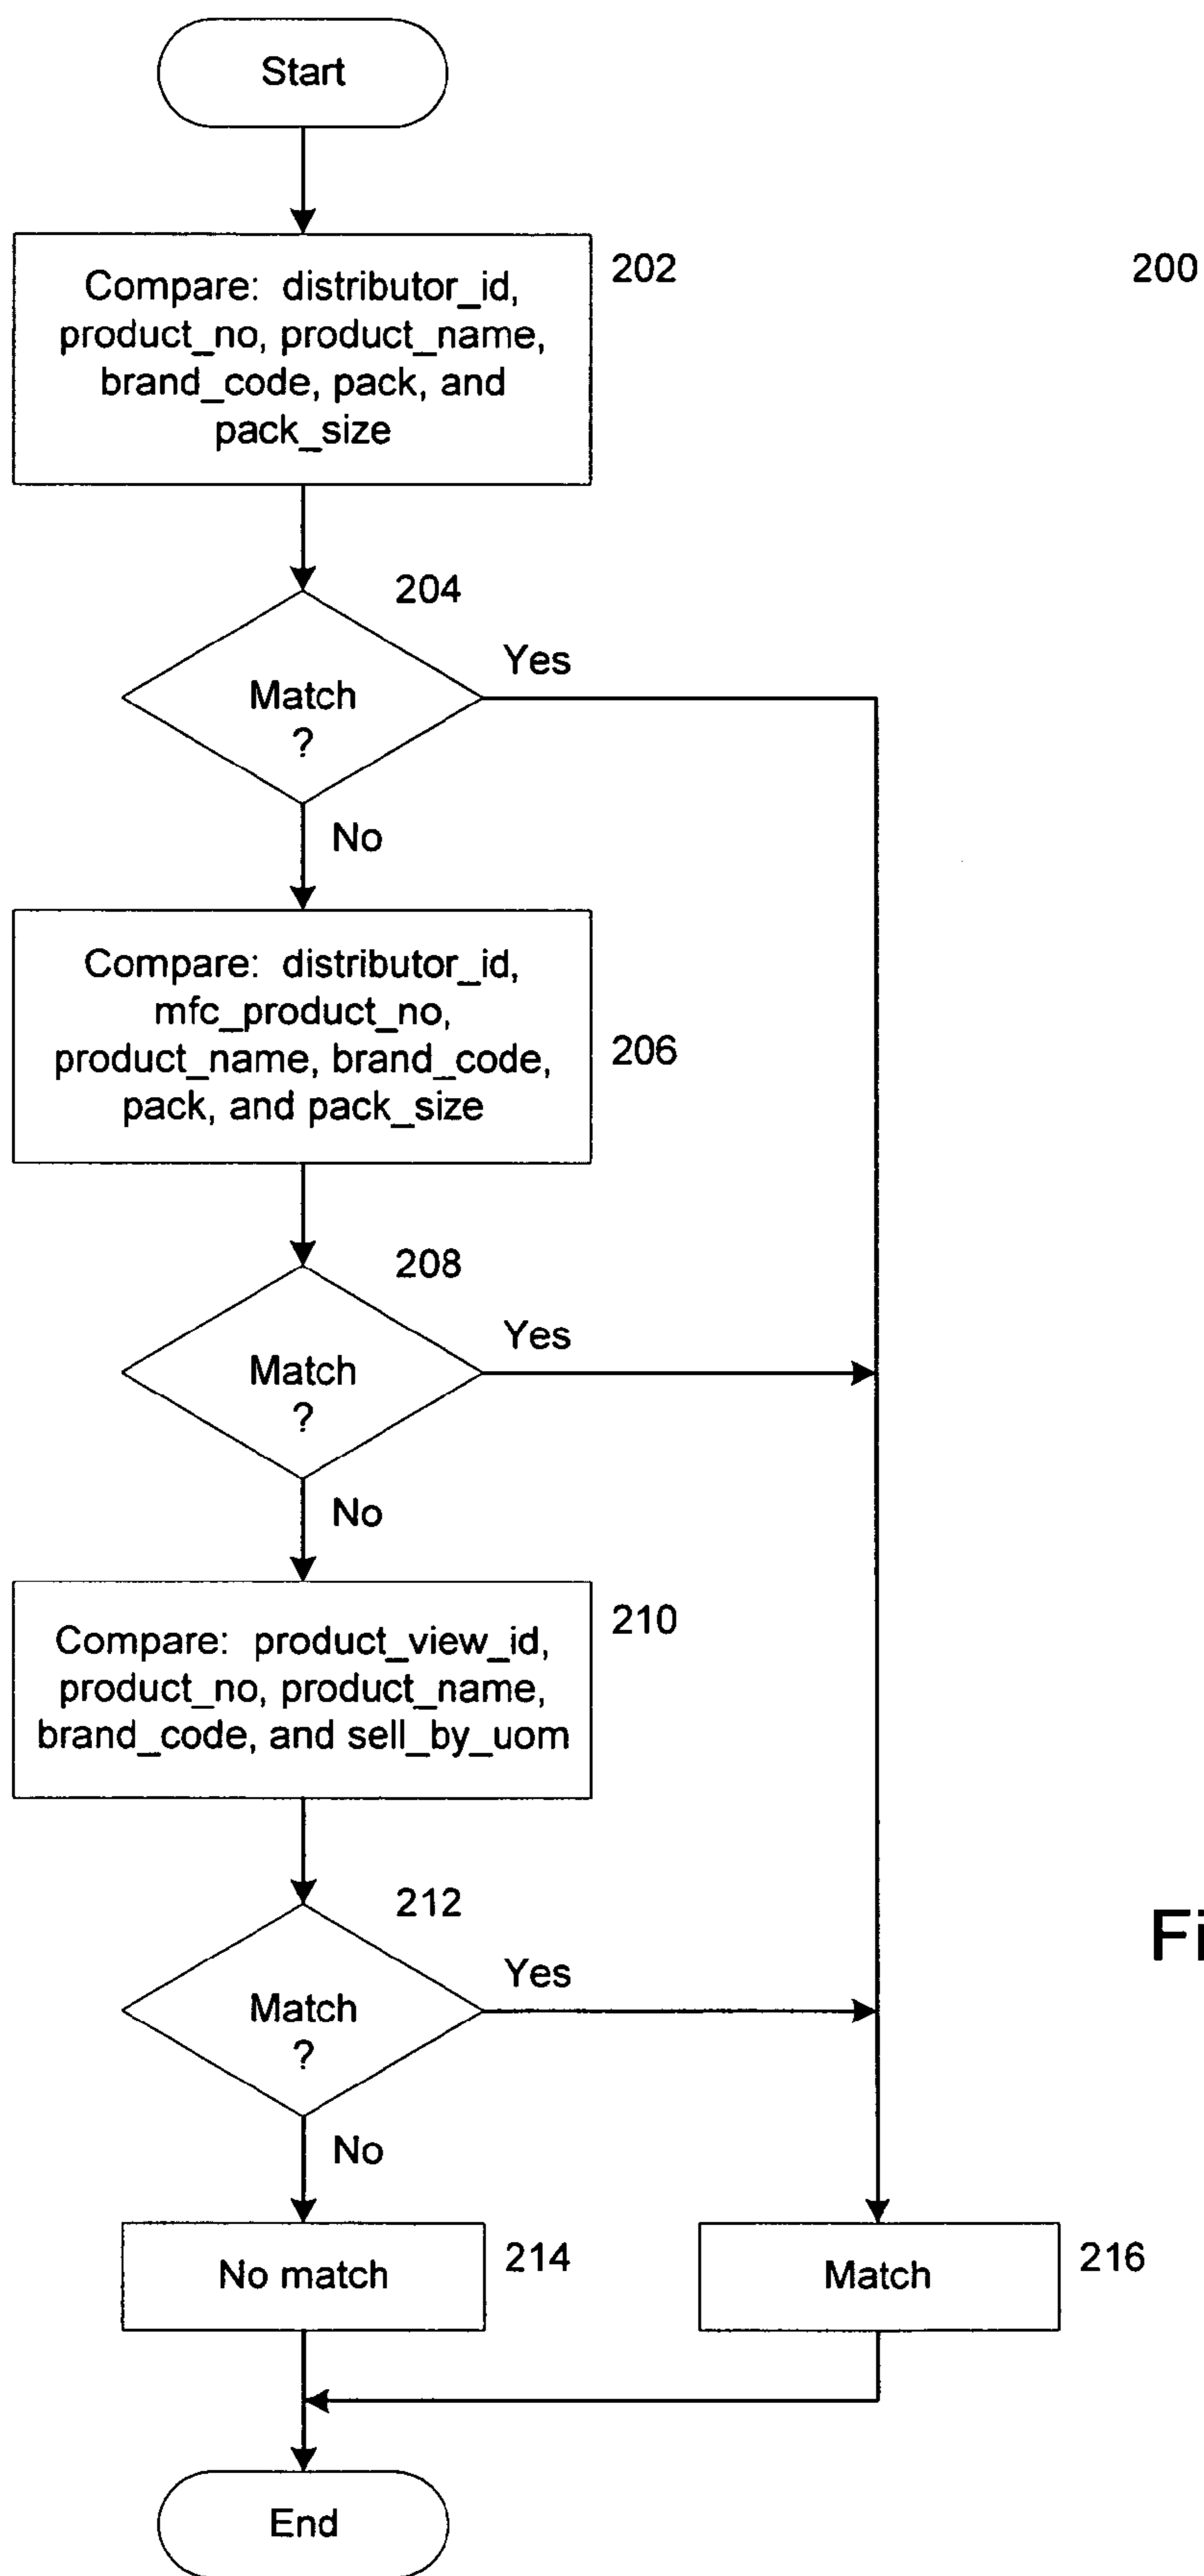 Start
Compare: distributor_id,
product_no, product_name,
brand_code, pack, and
pack_size
202
200
204
Match
?
Yes
No
Compare: distributor_id,
mfc_product_no,
product_name, brand_code,
pack, and pack_size
206
208
Match
?
Yes
No
Compare: product_view_id,
product_no, product_name,
brand_code, and sell_by_uom
210
212
Fi
Match
?
Yes
No
No match
214
Match
216
End